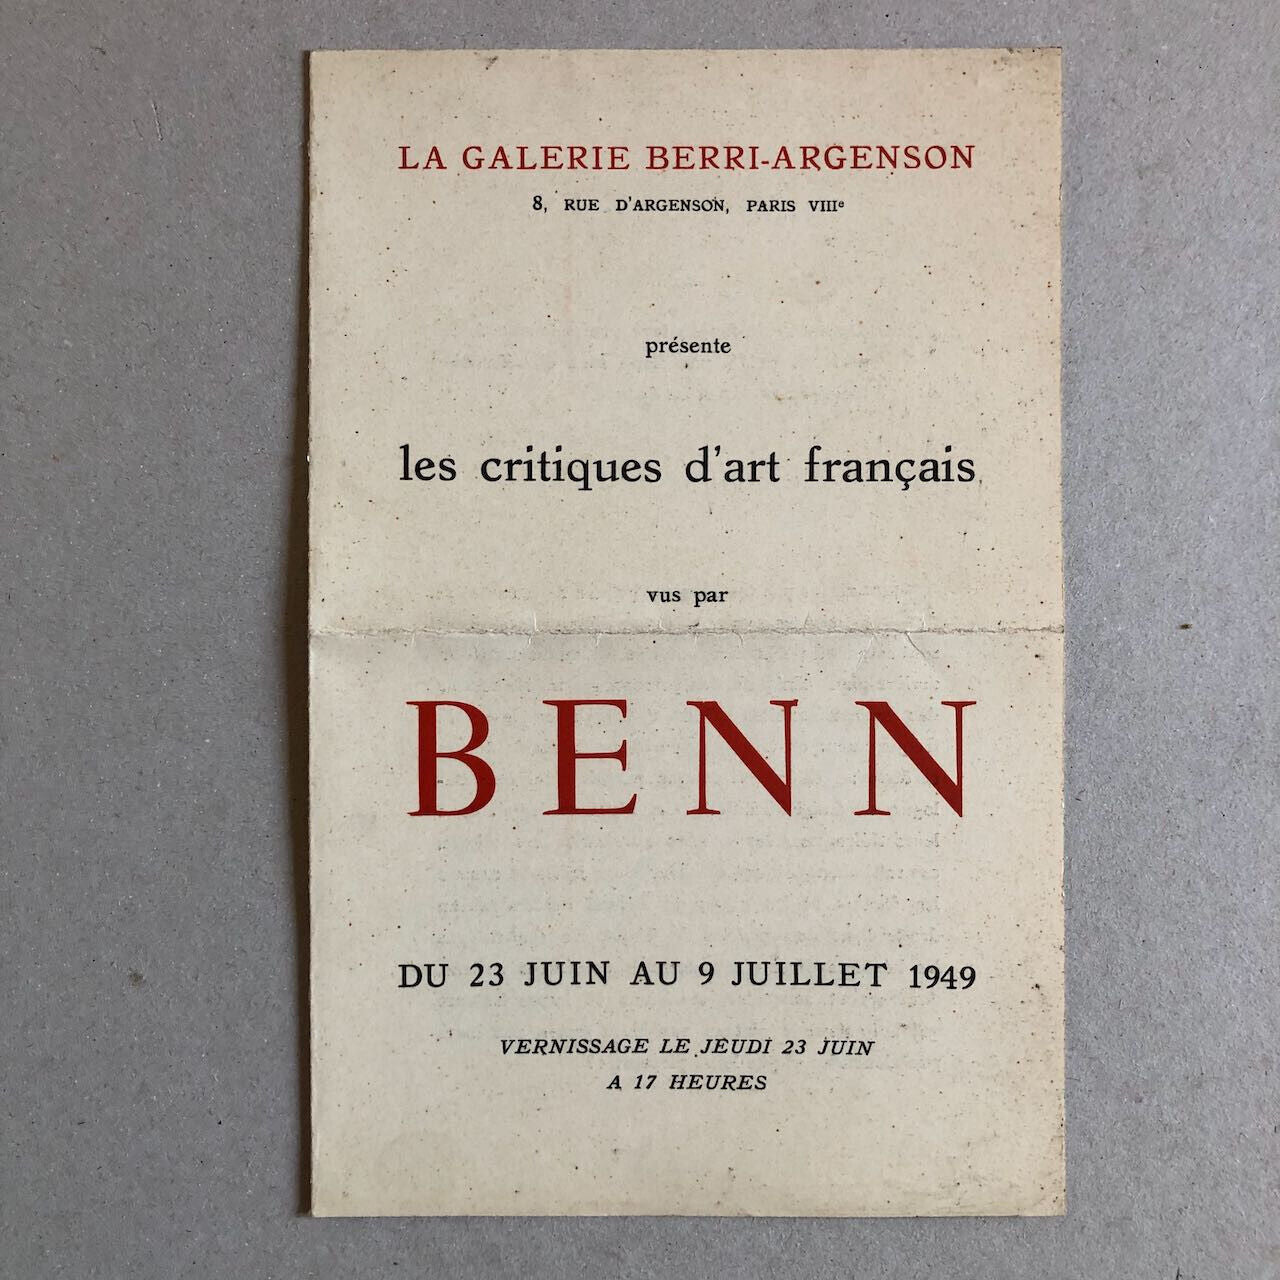 LA GALERIE BERRI-ARGENSON
8, RUE D'ARGENSON, PARIS VIIIe
présente
les critiques d'art français
vus par
BENN
DU 23 JUIN AU 9 JUILLET 1949
VERNISSAGE LE JEUDI 23 JUIN
A 17 HEURES